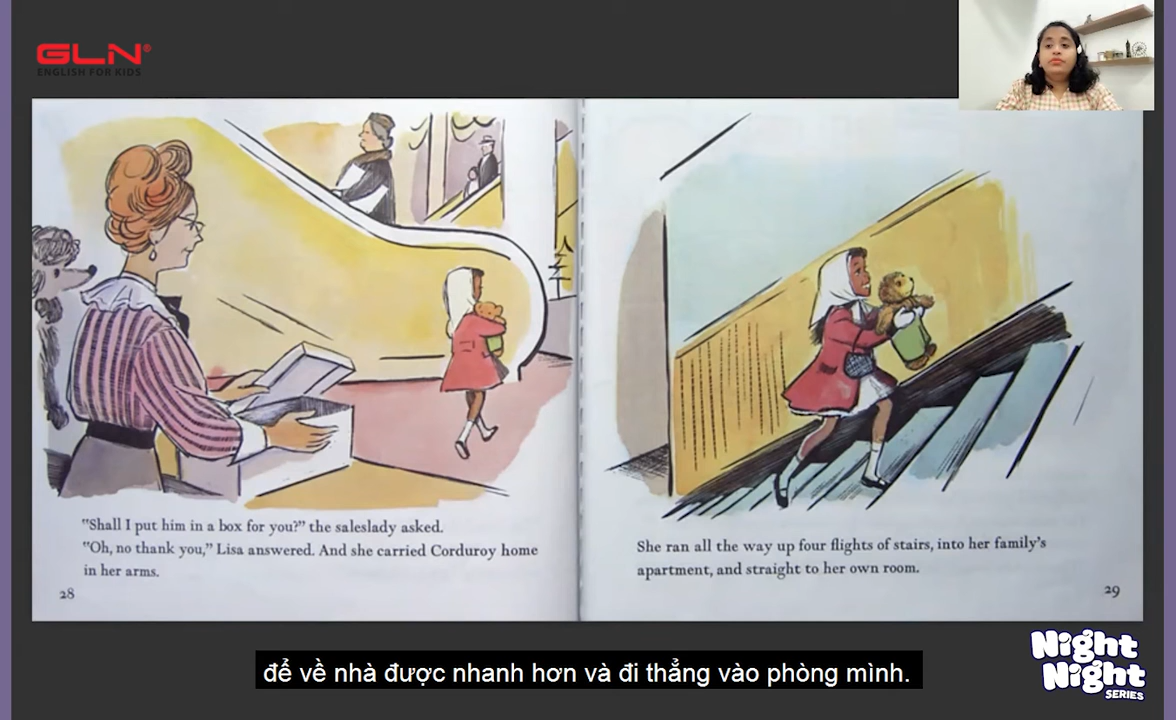 GLN®
ENGLISH FOR KIDS
"Shall I put him in a box for you?" the saleslady asked.
"Oh, no thank you," Lisa answered. And she carried Corduroy home
in her arms.
28
She ran all the way up four flights of stairs, into her family's
apartment, and straight to her own room.
29
để về nhà được nhanh hơn và đi thẳng vào phòng mình.
Night
Night
SERIES